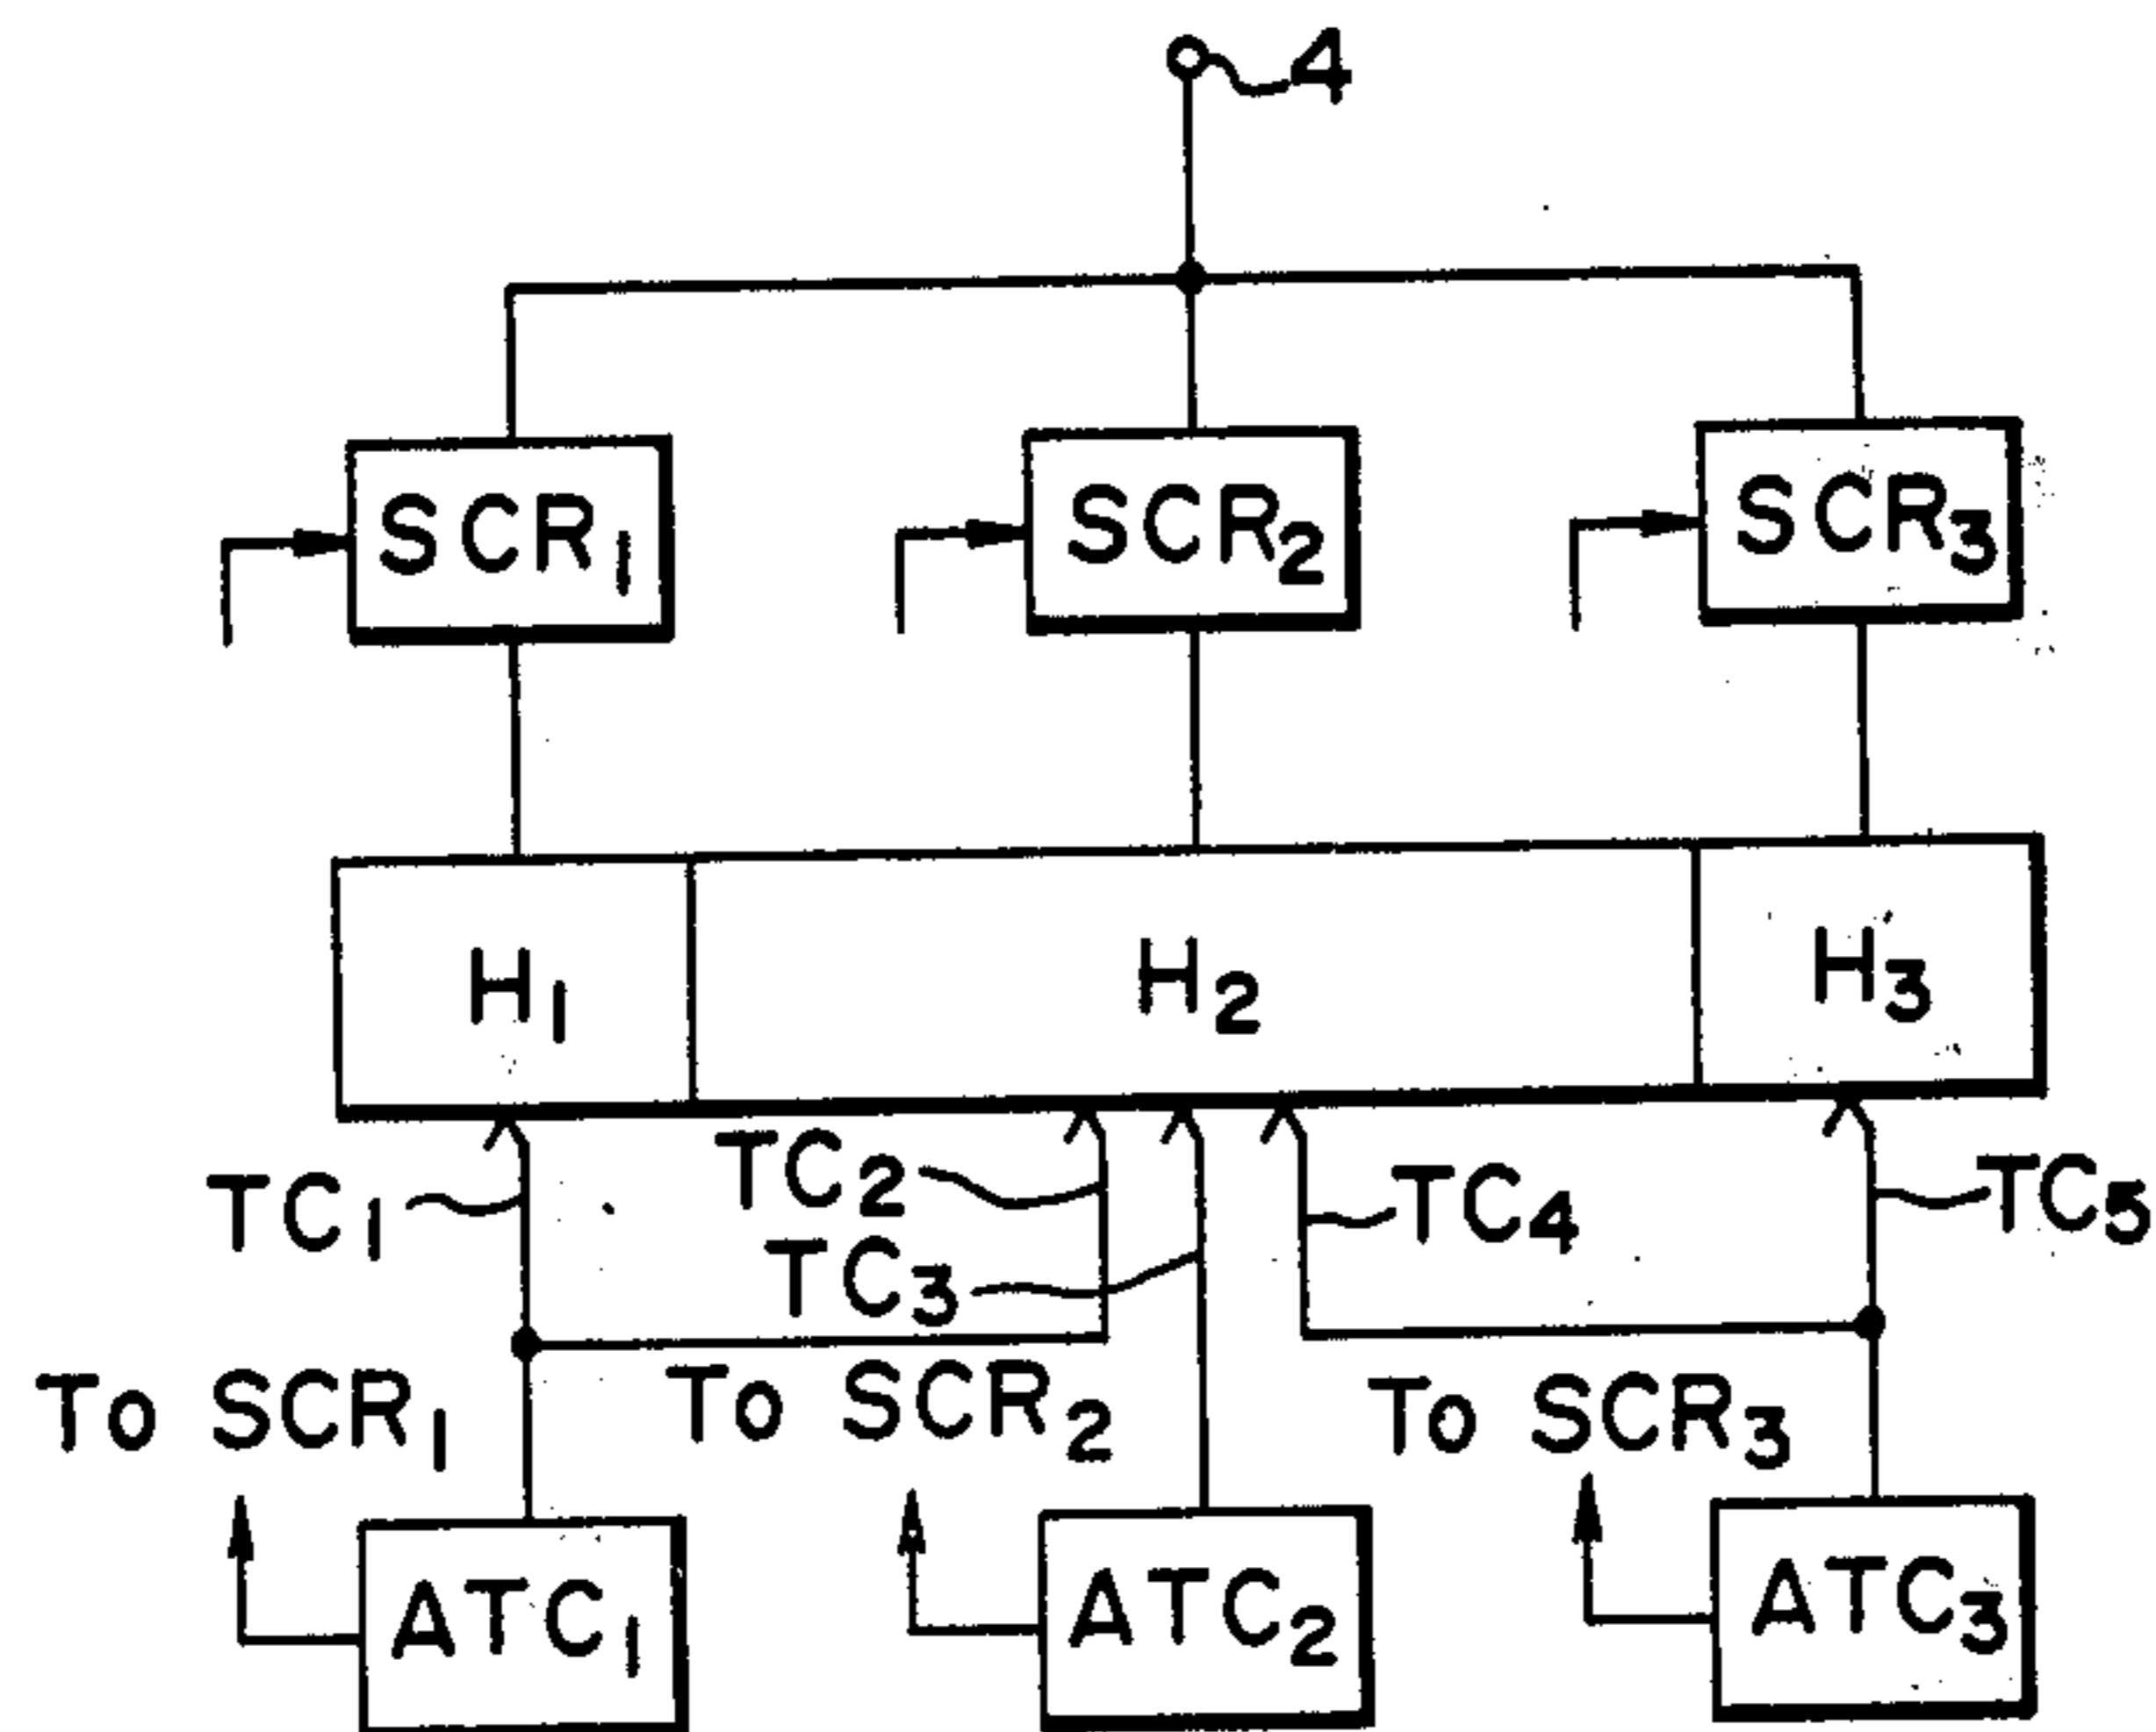 4
SCR1
SCR2
SCR3
H1
H2
H3
TC1
TC2
TC3
TC4
TC5
To SCR1
To SCR2
To SCR3
ATC1
ATC2
ATC3